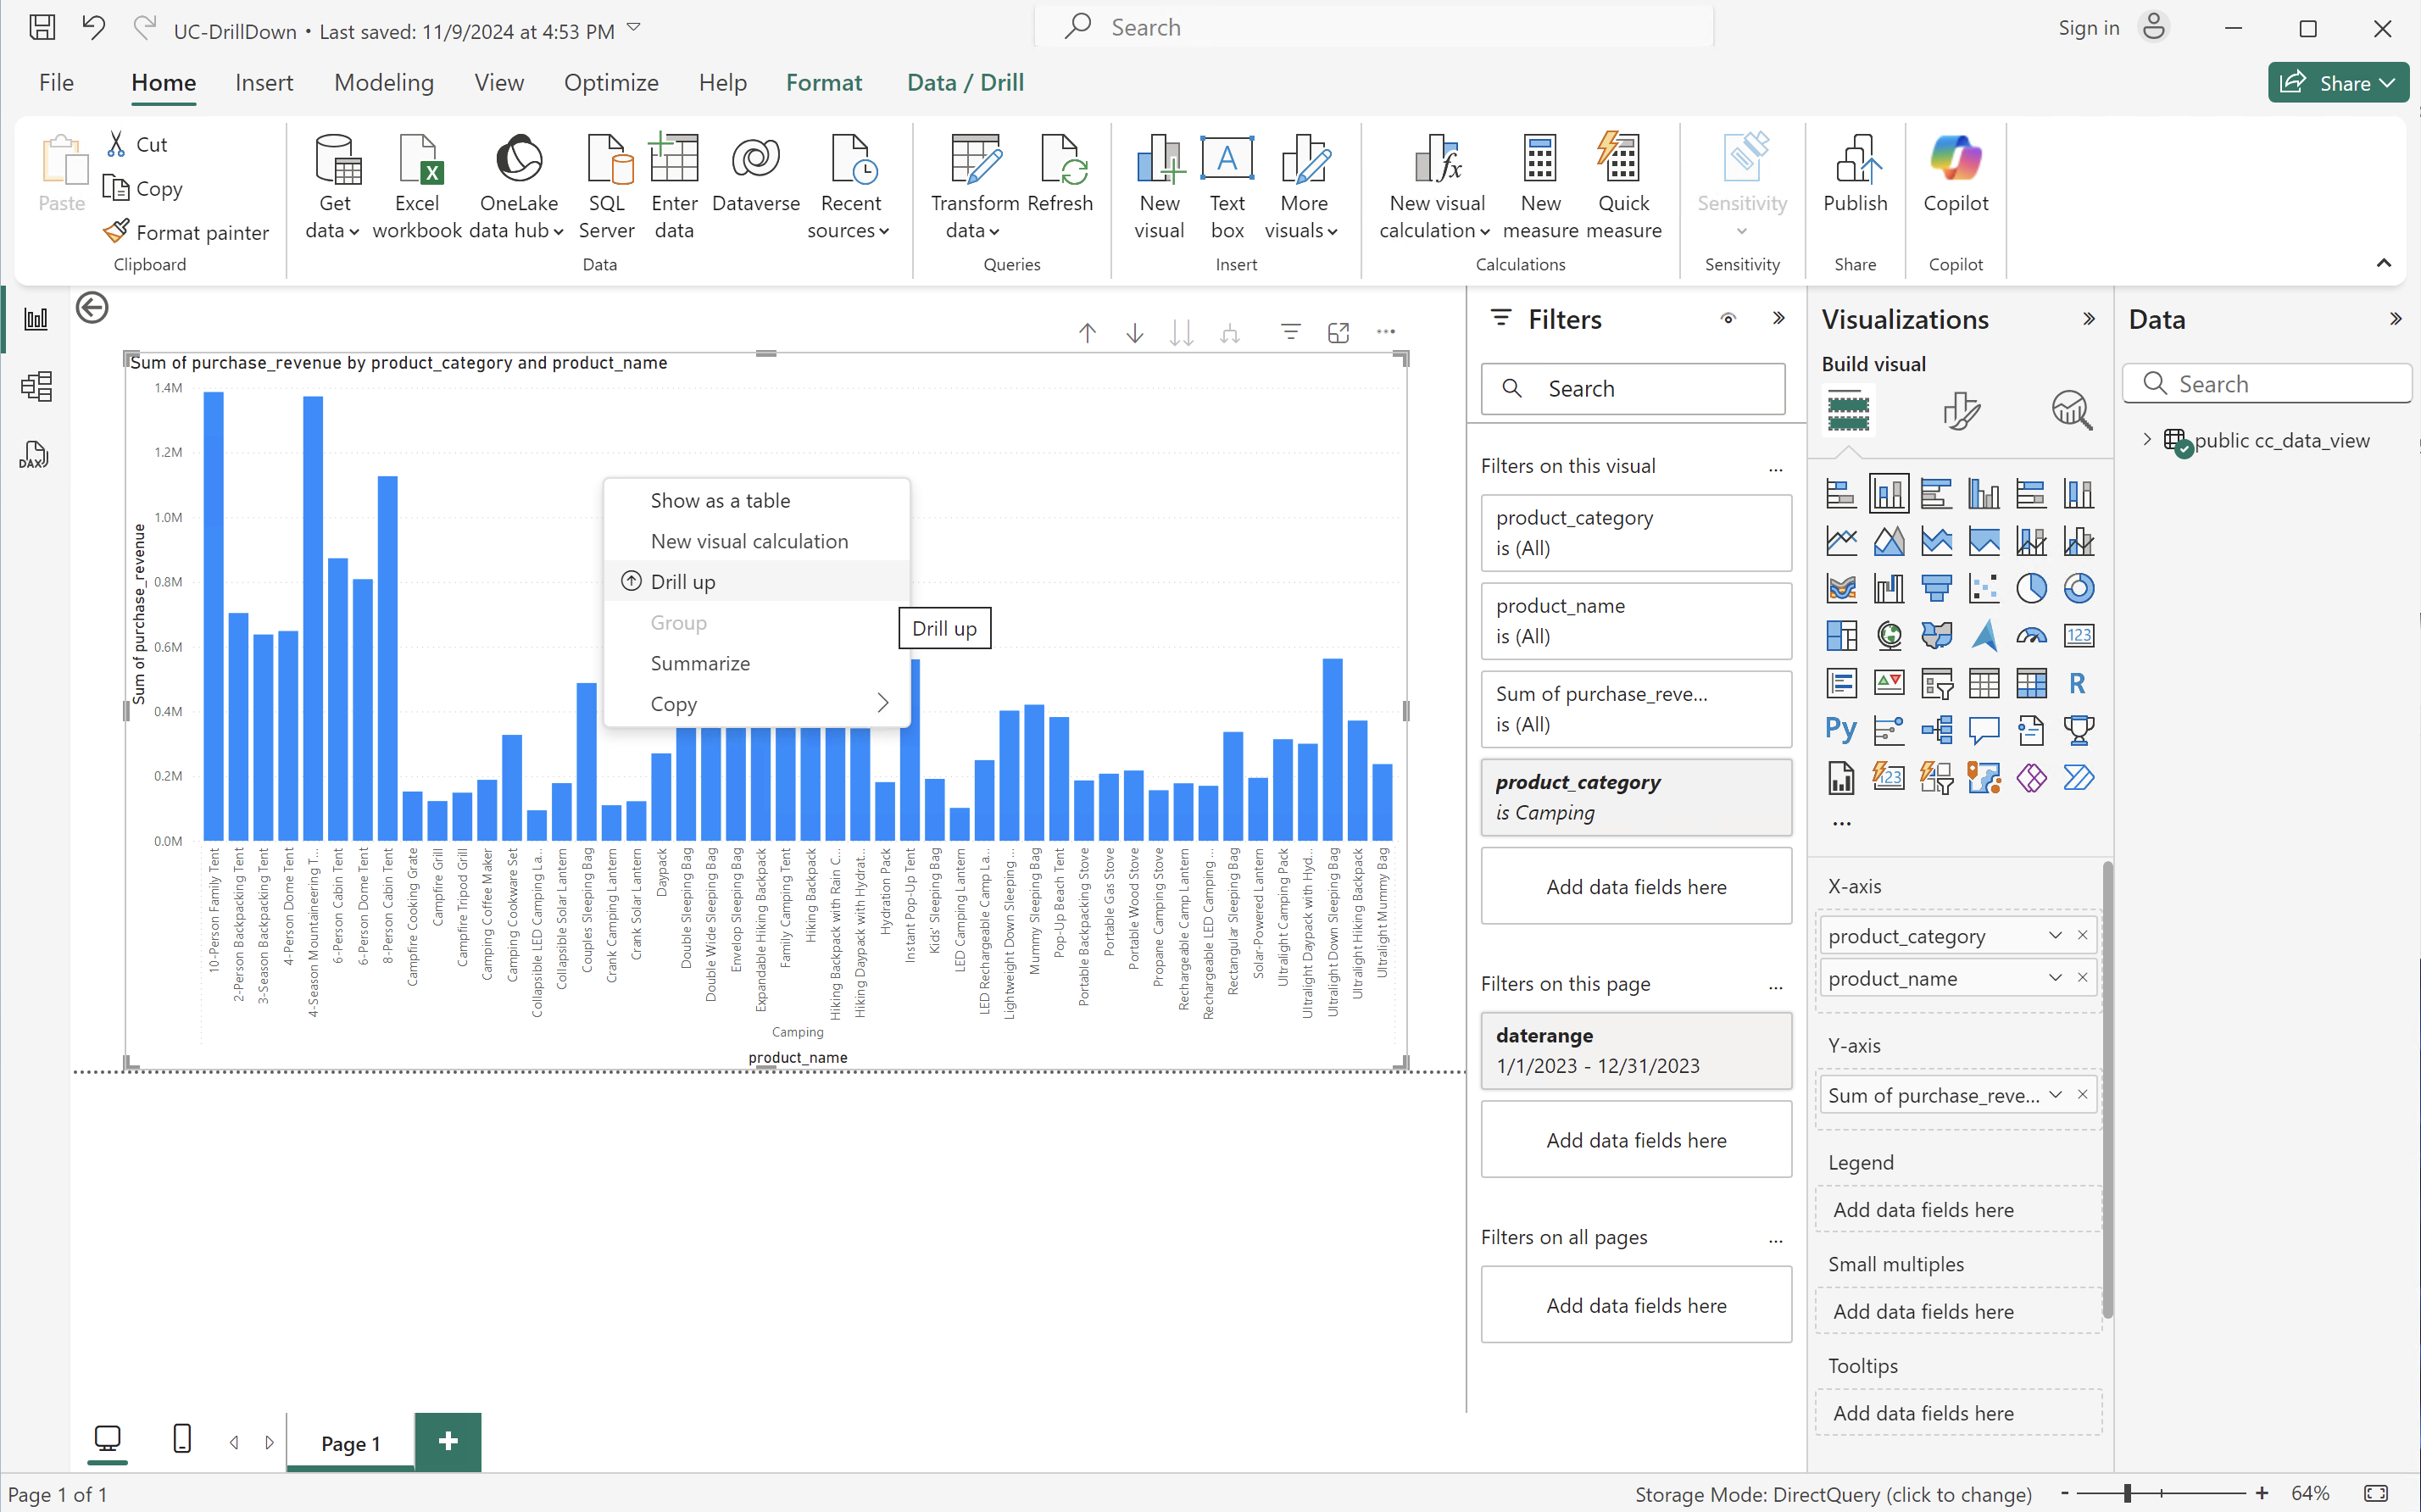 UC-DrillDown • Last saved: 11/9/2024 at 4:53 PM
Search
Sign in
File
Home
Insert
Modeling
View
Optimize
Help
Format
Data / Drill
Share
Paste
Cut
Copy
Format painter
Clipboard
Get
data
Excel
workbook
OneLake
data hub
SQL
Server
Enter
data
Dataverse
Recent
sources
Data
Transform
data
Refresh
Queries
New
visual
Text
box
More
visuals
Insert
New visual
calculation
New
measure
Quick
measure
Calculations
Sensitivity
Sensitivity
Publish
Share
Copilot
Copilot
DAX
Sum of purchase_revenue by product_category and product_name
Sum of purchase_revenue
1.4M
1.2M
1.0M
0.8M
0.6M
0.4M
0.2M
0.0M
Show as a table
New visual calculation
Drill up
Group
Summarize
Copy
Drill up
10-Person Family Tent
2-Person Backpacking Tent
3-Season Backpacking Tent
4-Person Dome Tent
4-Season Mountaineering T...
6-Person Cabin Tent
6-Person Dome Tent
8-Person Cabin Tent
Campfire Cooking Grate
Campfire Grill
Campfire Tripod Grill
Camping Coffee Maker
Camping Cookware Set
Collapsible LED Camping La...
Collapsible Solar Lantern
Couples Sleeping Bag
Crank Camping Lantern
Crank Solar Lantern
Daypack
Double Sleeping Bag
Double Wide Sleeping Bag
Envelop Sleeping Bag
Expandable Hiking Backpack
Family Camping Tent
Hiking Backpack
Hiking Backpack with Rain C...
Hiking Daypack with Hydrat...
Hydration Pack
Instant Pop-Up Tent
Kids' Sleeping Bag
LED Camping Lantern
LED Rechargeable Camp La...
Lightweight Down Sleeping ...
Mummy Sleeping Bag
Pop-Up Beach Tent
Portable Backpacking Stove
Portable Gas Stove
Portable Wood Stove
Propane Camping Stove
Rechargeable Camp Lantern
Rechargeable LED Camping ...
Rectangular Sleeping Bag
Solar-Powered Lantern
Ultralight Camping Pack
Ultralight Daypack with Hyd...
Ultralight Down Sleeping Bag
Ultralight Hiking Backpack
Ultralight Mummy Bag
Camping
product_name
Filters
Search
Filters on this visual
...
product_category
is (All)
product_name
is (All)
Sum of purchase_reve...
is (All)
product_category
is Camping
Add data fields here
Filters on this page
...
daterange
1/1/2023 - 12/31/2023
Add data fields here
Filters on all pages
...
Add data fields here
Visualizations
Build visual
123
R
Py
123
...
X-axis
product_category
product_name
Y-axis
Sum of purchase_reve...
Legend
Add data fields here
Small multiples
Add data fields here
Tooltips
Add data fields here
Data
Search
public cc_data_view
Page 1
Page 1 of 1
Storage Mode: DirectQuery (click to change)
- + 64%